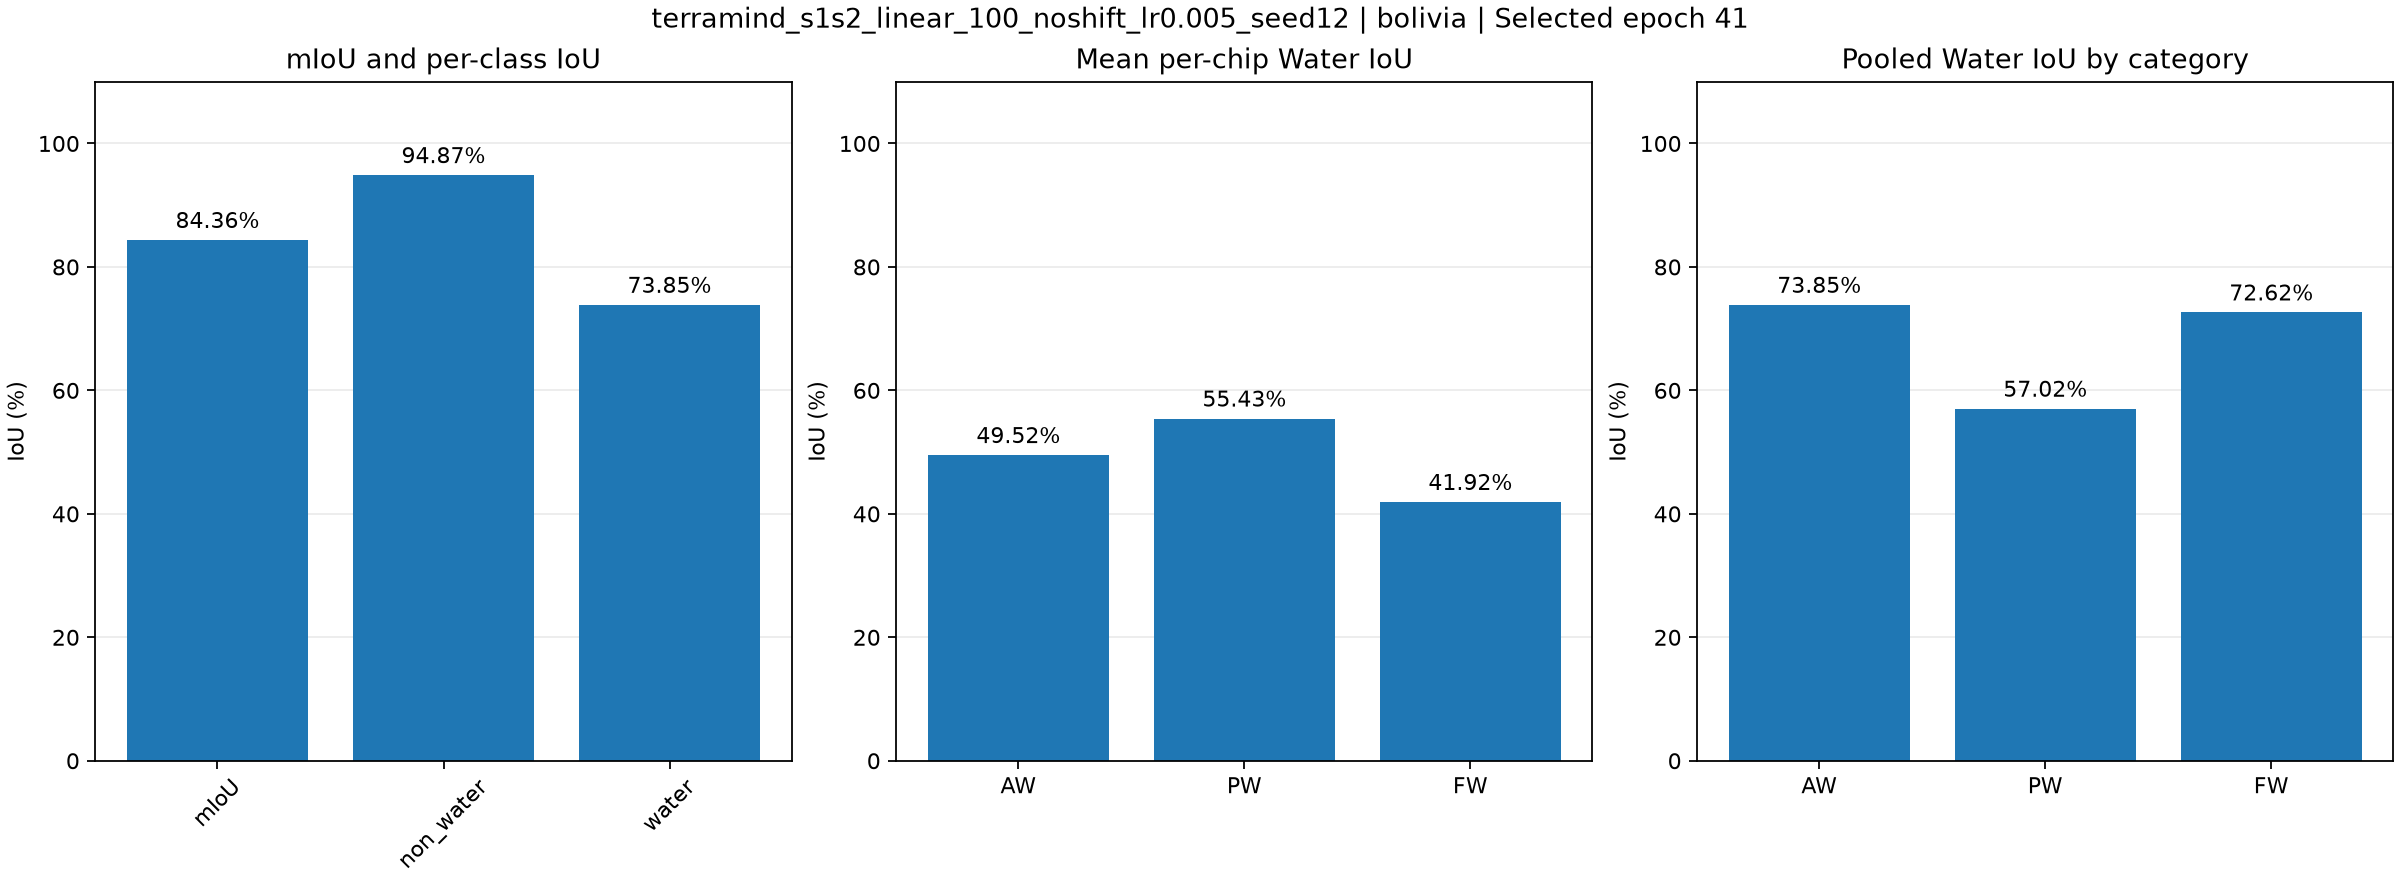 terramind_s1s2_linear_100_noshift_lr0.005_seed12 | bolivia | Selected epoch 41
mIoU and per-class IoU
IoU (%)
100
80
60
40
20
0
84.36%
94.87%
73.85%
mIoU
non_water
water
Mean per-chip Water IoU
IoU (%)
100
80
60
40
20
0
49.52%
55.43%
41.92%
AW
PW
FW
Pooled Water IoU by category
IoU (%)
100
80
60
40
20
0
73.85%
57.02%
72.62%
AW
PW
FW